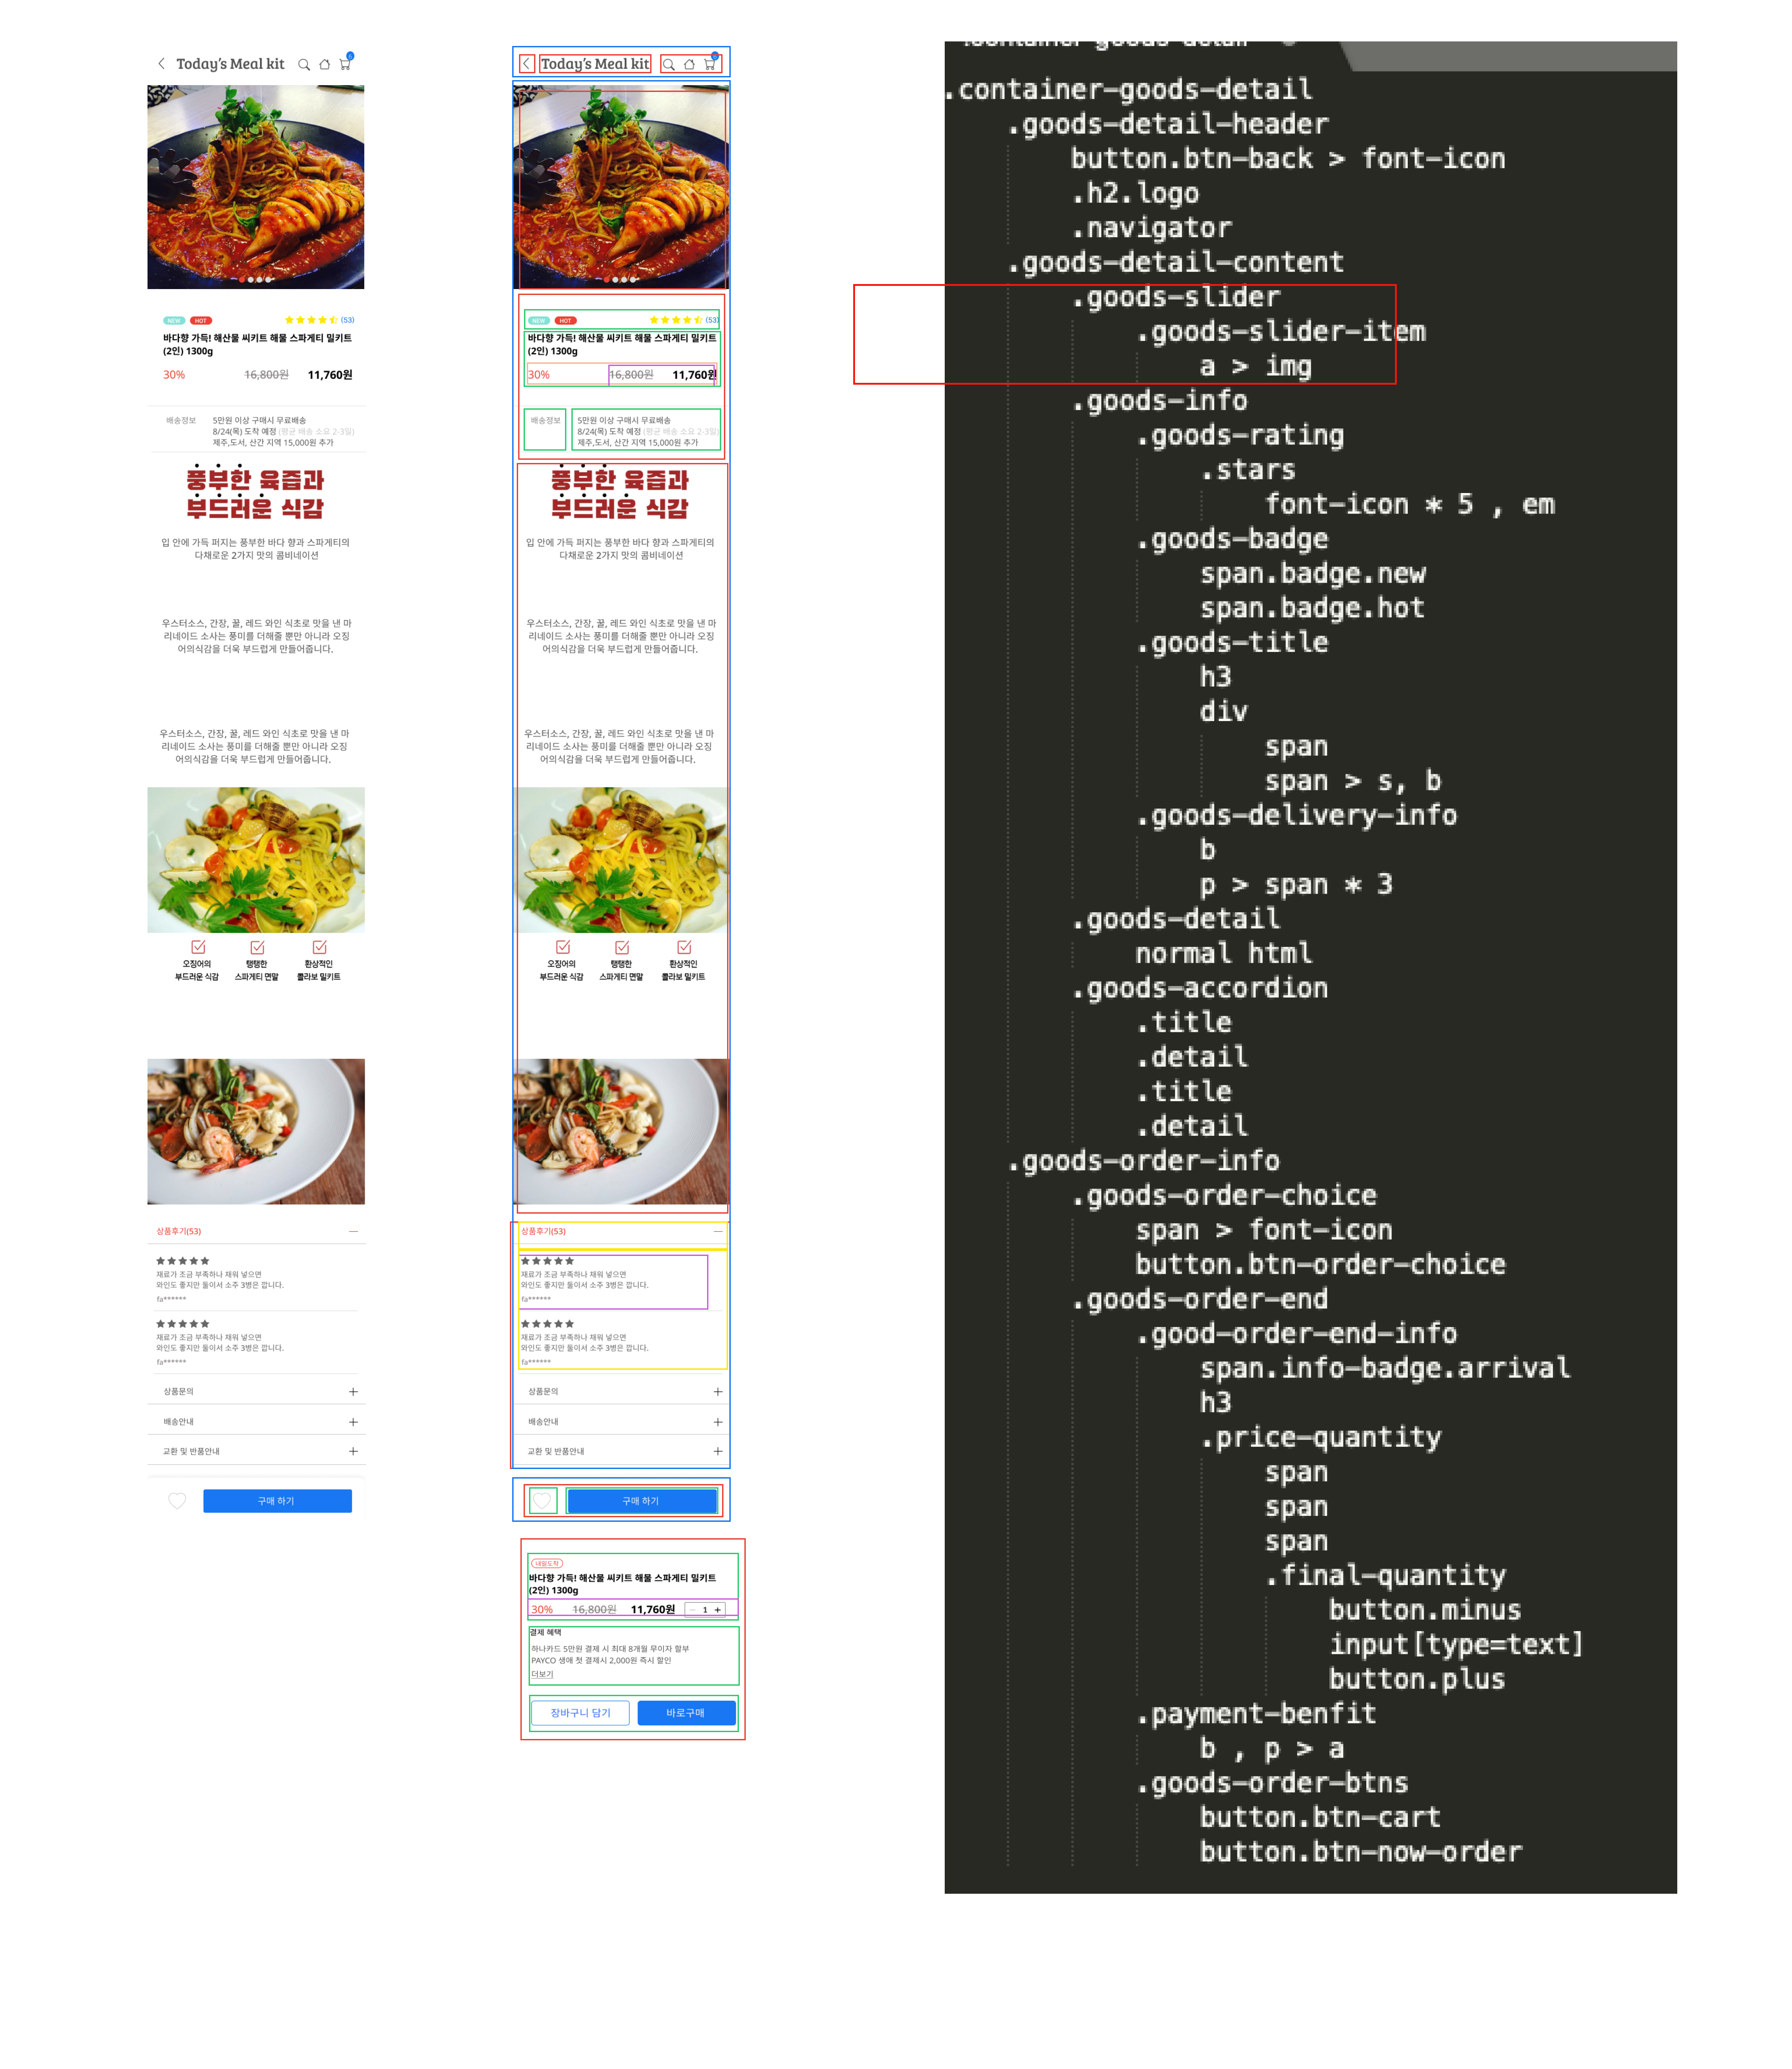 Today's Meal kit
0
NEW HOT (53)
바다향 가득! 해산물 씨키트 해물 스파게티 밀키트
(2인) 1300g
30% 16,800원 11,760원
배송정보 5만원 이상 구매시 무료배송
8/24(목) 도착 예정 (평균 배송 소요 2-3일)
제주,도서, 산간 지역 15,000원 추가
풍부한 육즙과
부드러운 식감
입 안에 가득 퍼지는 풍부한 바다 향과 스파게티의
다채로운 2가지 맛의 콤비네이션
우스터소스, 간장, 꿀, 레드 와인 식초로 맛을 낸 마
리네이드 소사는 풍미를 더해줄 뿐만 아니라 오징
어의식감을 더욱 부드럽게 만들어줍니다.
우스터소스, 간장, 꿀, 레드 와인 식초로 맛을 낸 마
리네이드 소사는 풍미를 더해줄 뿐만 아니라 오징
어의식감을 더욱 부드럽게 만들어줍니다.
오징어의 탱탱한 환상적인
부드러운 식감 스파게티 면말 콜라보 밀키트
상품후기(53)
재료가 조금 부족하나 채워 넣으면
와인도 좋지만 둘이서 소주 3병은 깝니다.
fa******
재료가 조금 부족하나 채워 넣으면
와인도 좋지만 둘이서 소주 3병은 깝니다.
fa******
상품문의
배송안내
교환 및 반품안내
구매 하기
Today's Meal kit
0
NEW HOT (53)
바다향 가득! 해산물 씨키트 해물 스파게티 밀키트
(2인) 1300g
30% 16,800원 11,760원
배송정보 5만원 이상 구매시 무료배송
8/24(목) 도착 예정 (평균 배송 소요 2-3일)
제주,도서, 산간 지역 15,000원 추가
풍부한 육즙과
부드러운 식감
입 안에 가득 퍼지는 풍부한 바다 향과 스파게티의
다채로운 2가지 맛의 콤비네이션
우스터소스, 간장, 꿀, 레드 와인 식초로 맛을 낸 마
리네이드 소사는 풍미를 더해줄 뿐만 아니라 오징
어의식감을 더욱 부드럽게 만들어줍니다.
우스터소스, 간장, 꿀, 레드 와인 식초로 맛을 낸 마
리네이드 소사는 풍미를 더해줄 뿐만 아니라 오징
어의식감을 더욱 부드럽게 만들어줍니다.
오징어의 탱탱한 환상적인
부드러운 식감 스파게티 면말 콜라보 밀키트
상품후기(53)
재료가 조금 부족하나 채워 넣으면
와인도 좋지만 둘이서 소주 3병은 깝니다.
fa******
재료가 조금 부족하나 채워 넣으면
와인도 좋지만 둘이서 소주 3병은 깝니다.
fa******
상품문의
배송안내
교환 및 반품안내
구매 하기
내일도착
바다향 가득! 해산물 씨키트 해물 스파게티 밀키트
(2인) 1300g
30% 16,800원 11,760원 − 1 +
결제 혜택
하나카드 5만원 결제 시 최대 8개월 무이자 할부
PAYCO 생애 첫 결제시 2,000원 즉시 할인
더보기
장바구니 담기 바로구매
.container-goods-detail
.goods-detail-header
button.btn-back > font-icon
.h2.logo
.navigator
.goods-detail-content
.goods-slider
.goods-slider-item
a > img
.goods-info
.goods-rating
.stars
font-icon * 5 , em
.goods-badge
span.badge.new
span.badge.hot
.goods-title
h3
div
span
span > s, b
.goods-delivery-info
b
p > span * 3
.goods-detail
normal html
.goods-accordion
.title
.detail
.title
.detail
.goods-order-info
.goods-order-choice
span > font-icon
button.btn-order-choice
.goods-order-end
.good-order-end-info
span.info-badge.arrival
h3
.price-quantity
span
span
span
.final-quantity
button.minus
input[type=text]
button.plus
.payment-benfit
b , p > a
.goods-order-btns
button.btn-cart
button.btn-now-order